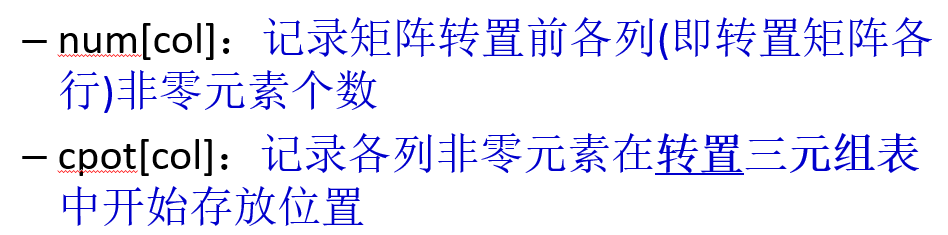 – num[col]：记录矩阵转置前各列(即转置矩阵各
行)非零元素个数
– cpot[col]：记录各列非零元素在转置三元组表
中开始存放位置